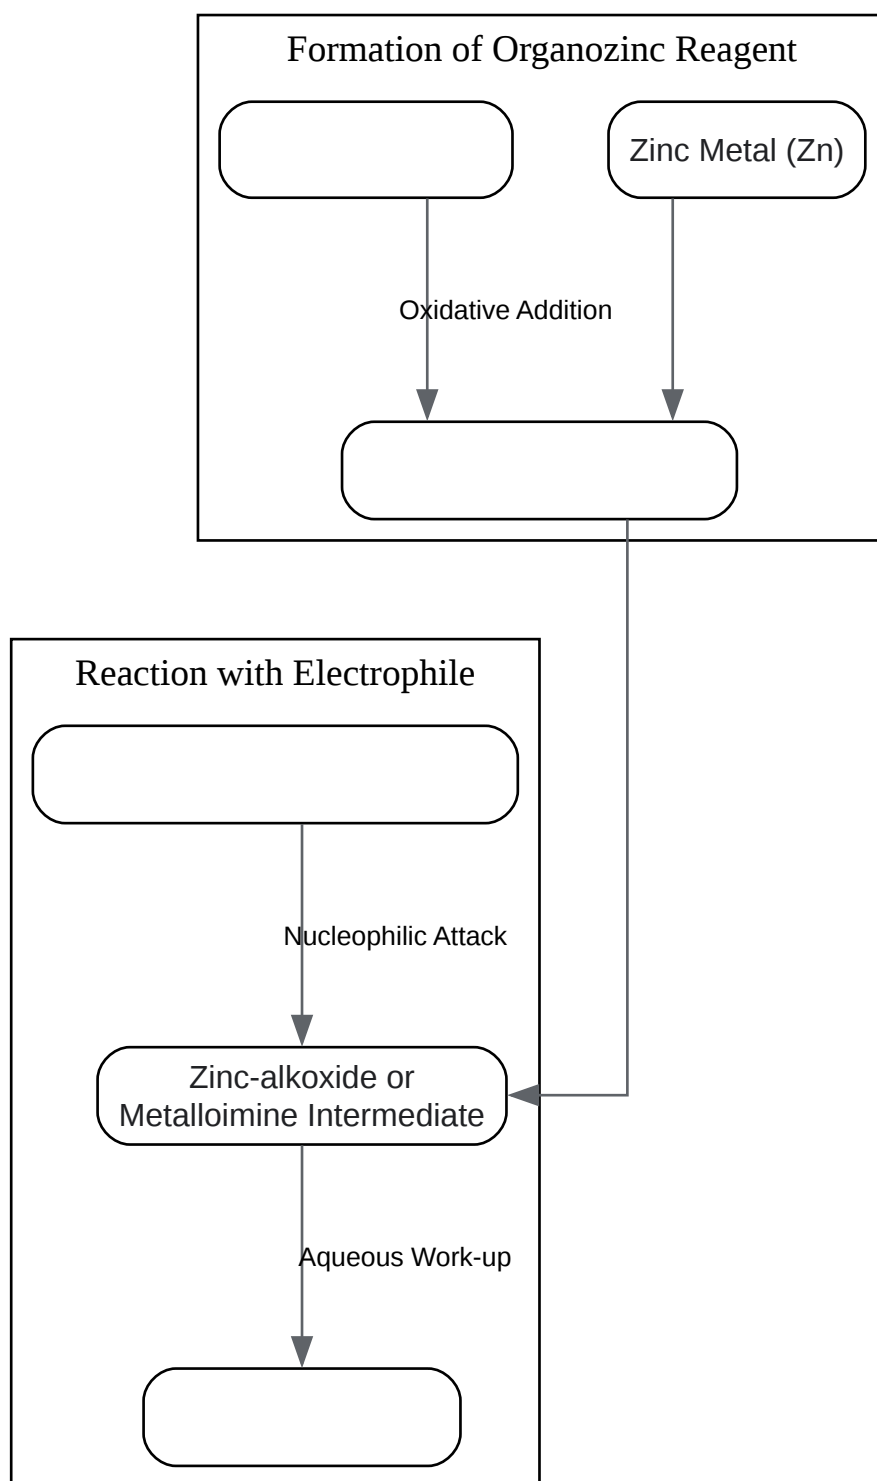 Formation of Organozinc Reagent
Zinc Metal (Zn)
Oxidative Addition
Reaction with Electrophile
Nucleophilic Attack
Zinc-alkoxide or
Metalloimine Intermediate
Aqueous Work-up